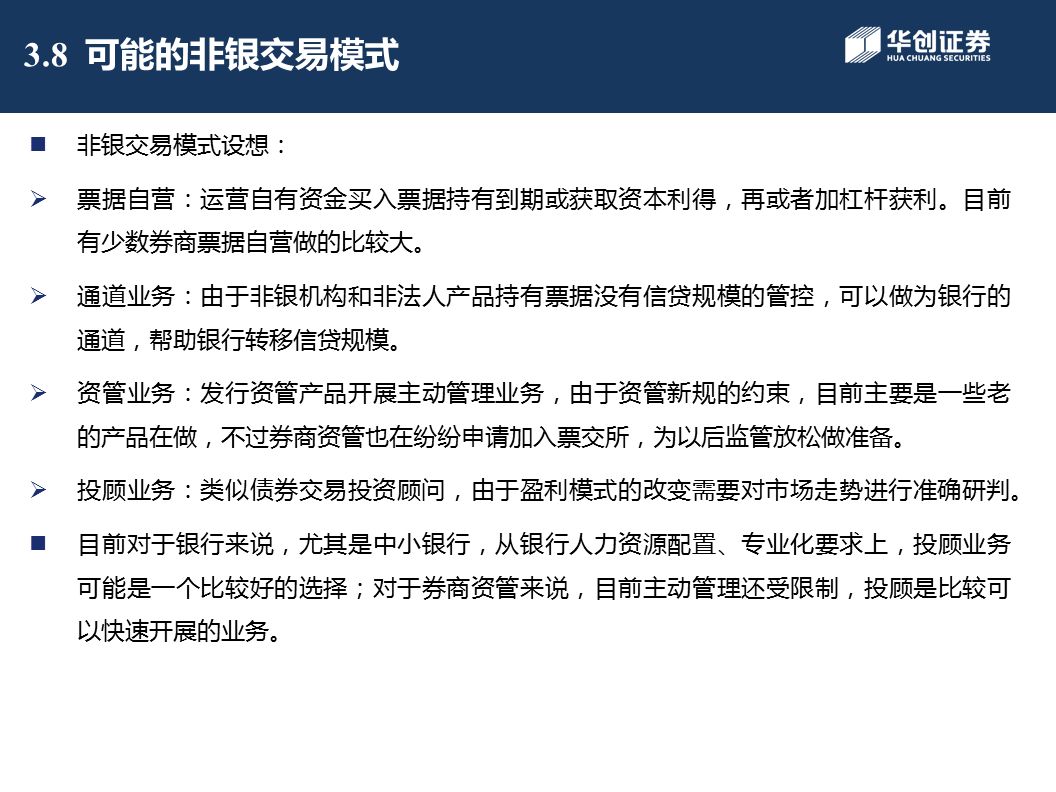 3.8 可能的非银交易模式
华创证券
HUA CHUANG SECURITIES
非银交易模式设想：
票据自营：运营自有资金买入票据持有到期或获取资本利得，再或者加杠杆获利。目前
有少数券商票据自营做的比较大。
通道业务：由于非银机构和非法人产品持有票据没有信贷规模的管控，可以做为银行的
通道，帮助银行转移信贷规模。
资管业务：发行资管产品开展主动管理业务，由于资管新规的约束，目前主要是一些老
的产品在做，不过券商资管也在纷纷申请加入票交所，为以后监管放松做准备。
投顾业务：类似债券交易投资顾问，由于盈利模式的改变需要对市场走势进行准确研判。
目前对于银行来说，尤其是中小银行，从银行人力资源配置、专业化要求上，投顾业务
可能是一个比较好的选择；对于券商资管来说，目前主动管理还受限制，投顾是比较可
以快速开展的业务。